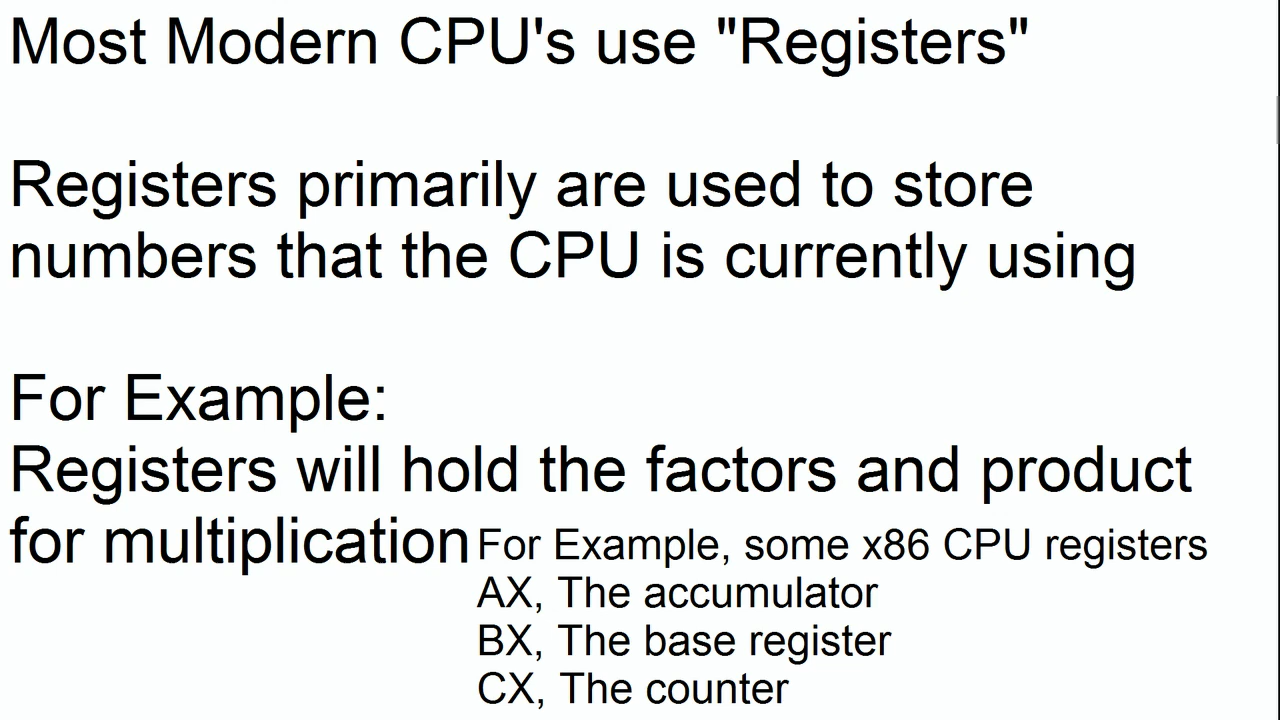 Most Modern CPU's use "Registers"
Registers primarily are used to store
numbers that the CPU is currently using
For Example:
Registers will hold the factors and product
for multiplication
For Example, some x86 CPU registers
AX, The accumulator
BX, The base register
CX, The counter